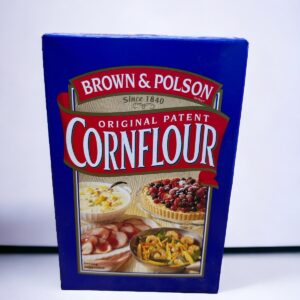 BROWN & POLSON
Since 1840
ORIGINAL PATENT
CORNFLOUR